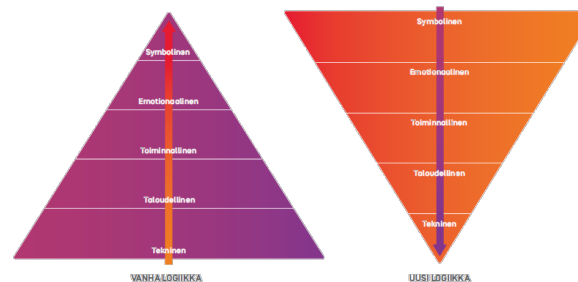 Symbolinen
Emotionaalinen
Toiminnallinen
Taloudellinen
Tekninen
VANHA LOGIIKKA
Symbolinen
Emotionaalinen
Toiminnallinen
Taloudellinen
Tekninen
UUSI LOGIIKKA